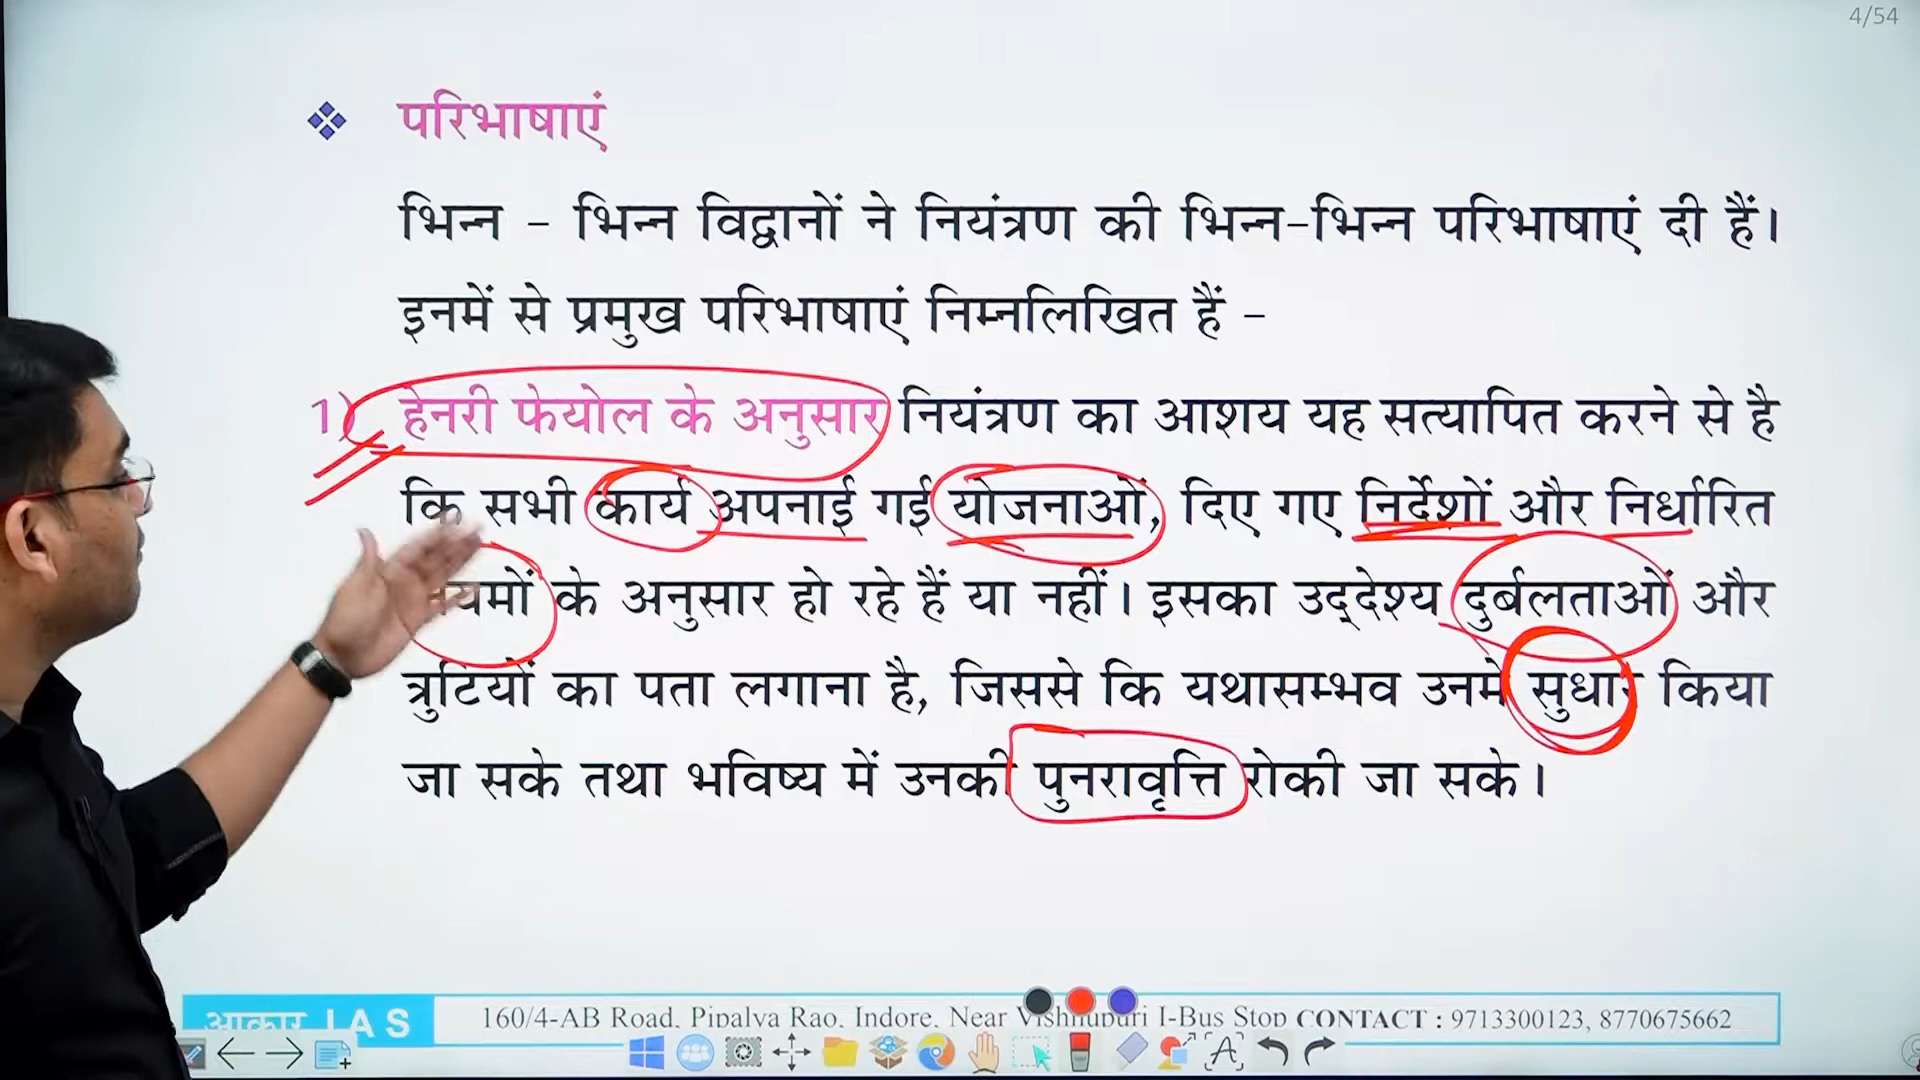 4/54
❖ परिभाषाएं
भिन्न - भिन्न विद्वानों ने नियंत्रण की भिन्न-भिन्न परिभाषाएं दी हैं।
इनमें से प्रमुख परिभाषाएं निम्नलिखित हैं -
1) हेनरी फेयोल के अनुसार नियंत्रण का आशय यह सत्यापित करने से है
कि सभी कार्य अपनाई गई योजनाओं, दिए गए निर्देशों और निर्धारित
के अनुसार हो रहे हैं या नहीं। इसका उद्देश्य दुर्बलताओं और
त्रुटियों का पता लगाना है, जिससे कि यथासम्भव उनमें सुधार किया
जा सके तथा भविष्य में उनकी पुनरावृत्ति रोकी जा सके।
आकार IAS 160/4-AB Road, Pipalya Rao, Indore, Near Vishnupuri I-Bus Stop CONTACT : 9713300123, 8770675662